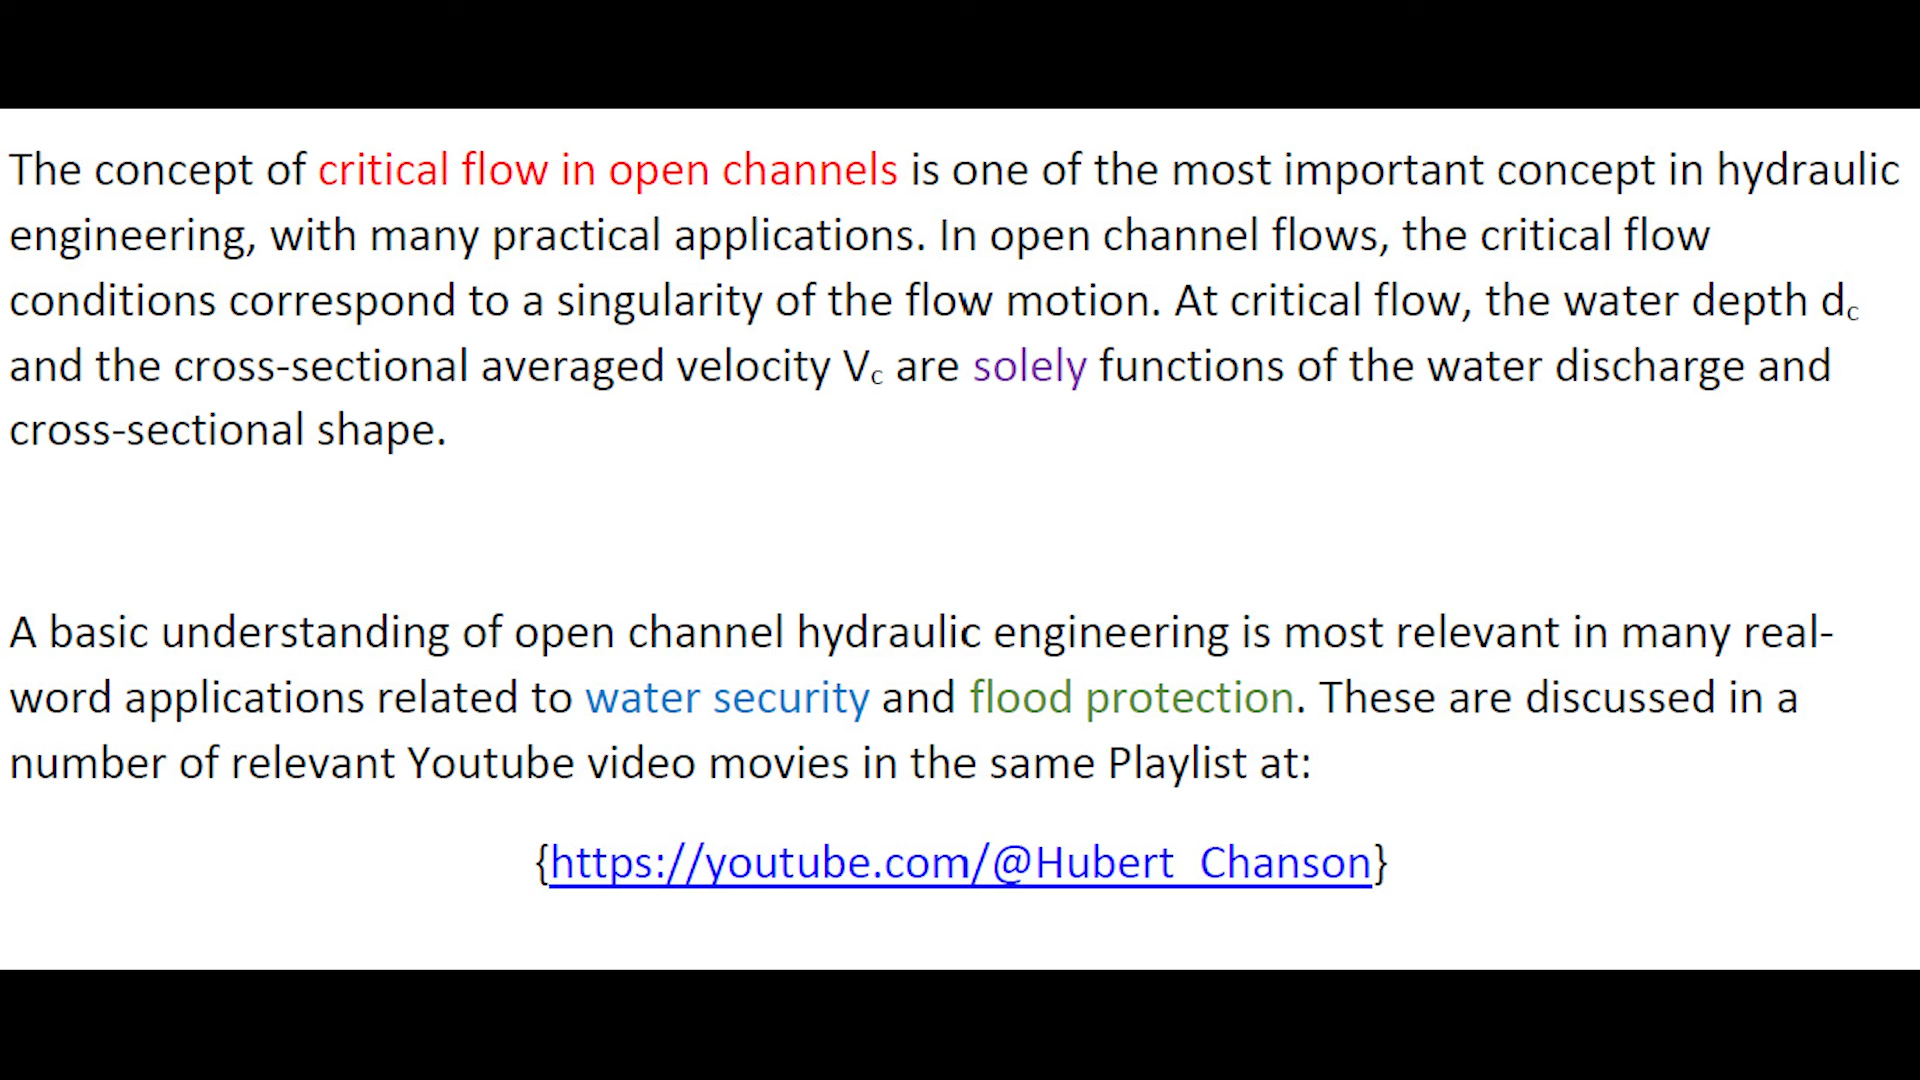 The concept of critical flow in open channels is one of the most important concept in hydraulic
engineering, with many practical applications. In open channel flows, the critical flow
conditions correspond to a singularity of the flow motion. At critical flow, the water depth dc
and the cross-sectional averaged velocity Vc are solely functions of the water discharge and
cross-sectional shape.
A basic understanding of open channel hydraulic engineering is most relevant in many real-
word applications related to water security and flood protection. These are discussed in a
number of relevant Youtube video movies in the same Playlist at:
{https://youtube.com/@Hubert_Chanson}